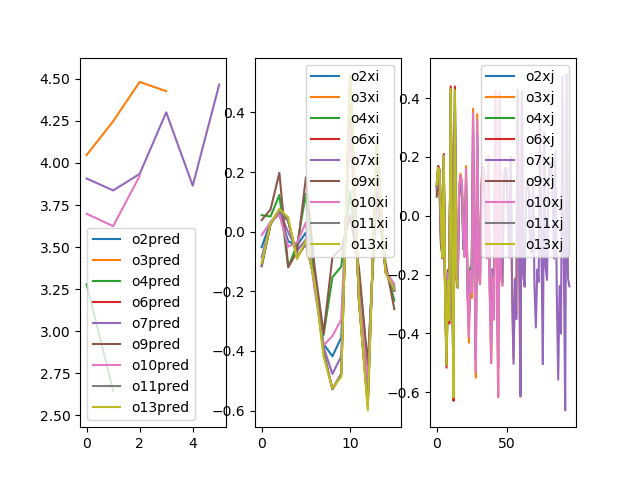 4.50
4.25
4.00
3.75
3.50
3.25
3.00
2.75
2.50
0
2
4
o2pred
o3pred
o4pred
o6pred
o7pred
o9pred
o10pred
o11pred
o13pred
0.4
0.2
0.0
−0.2
−0.4
−0.6
0
10
o2xi
o3xi
o4xi
o6xi
o7xi
o9xi
o10xi
o11xi
o13xi
0.4
0.2
0.0
−0.2
−0.4
−0.6
0
50
o2xj
o3xj
o4xj
o6xj
o7xj
o9xj
o10xj
o11xj
o13xj